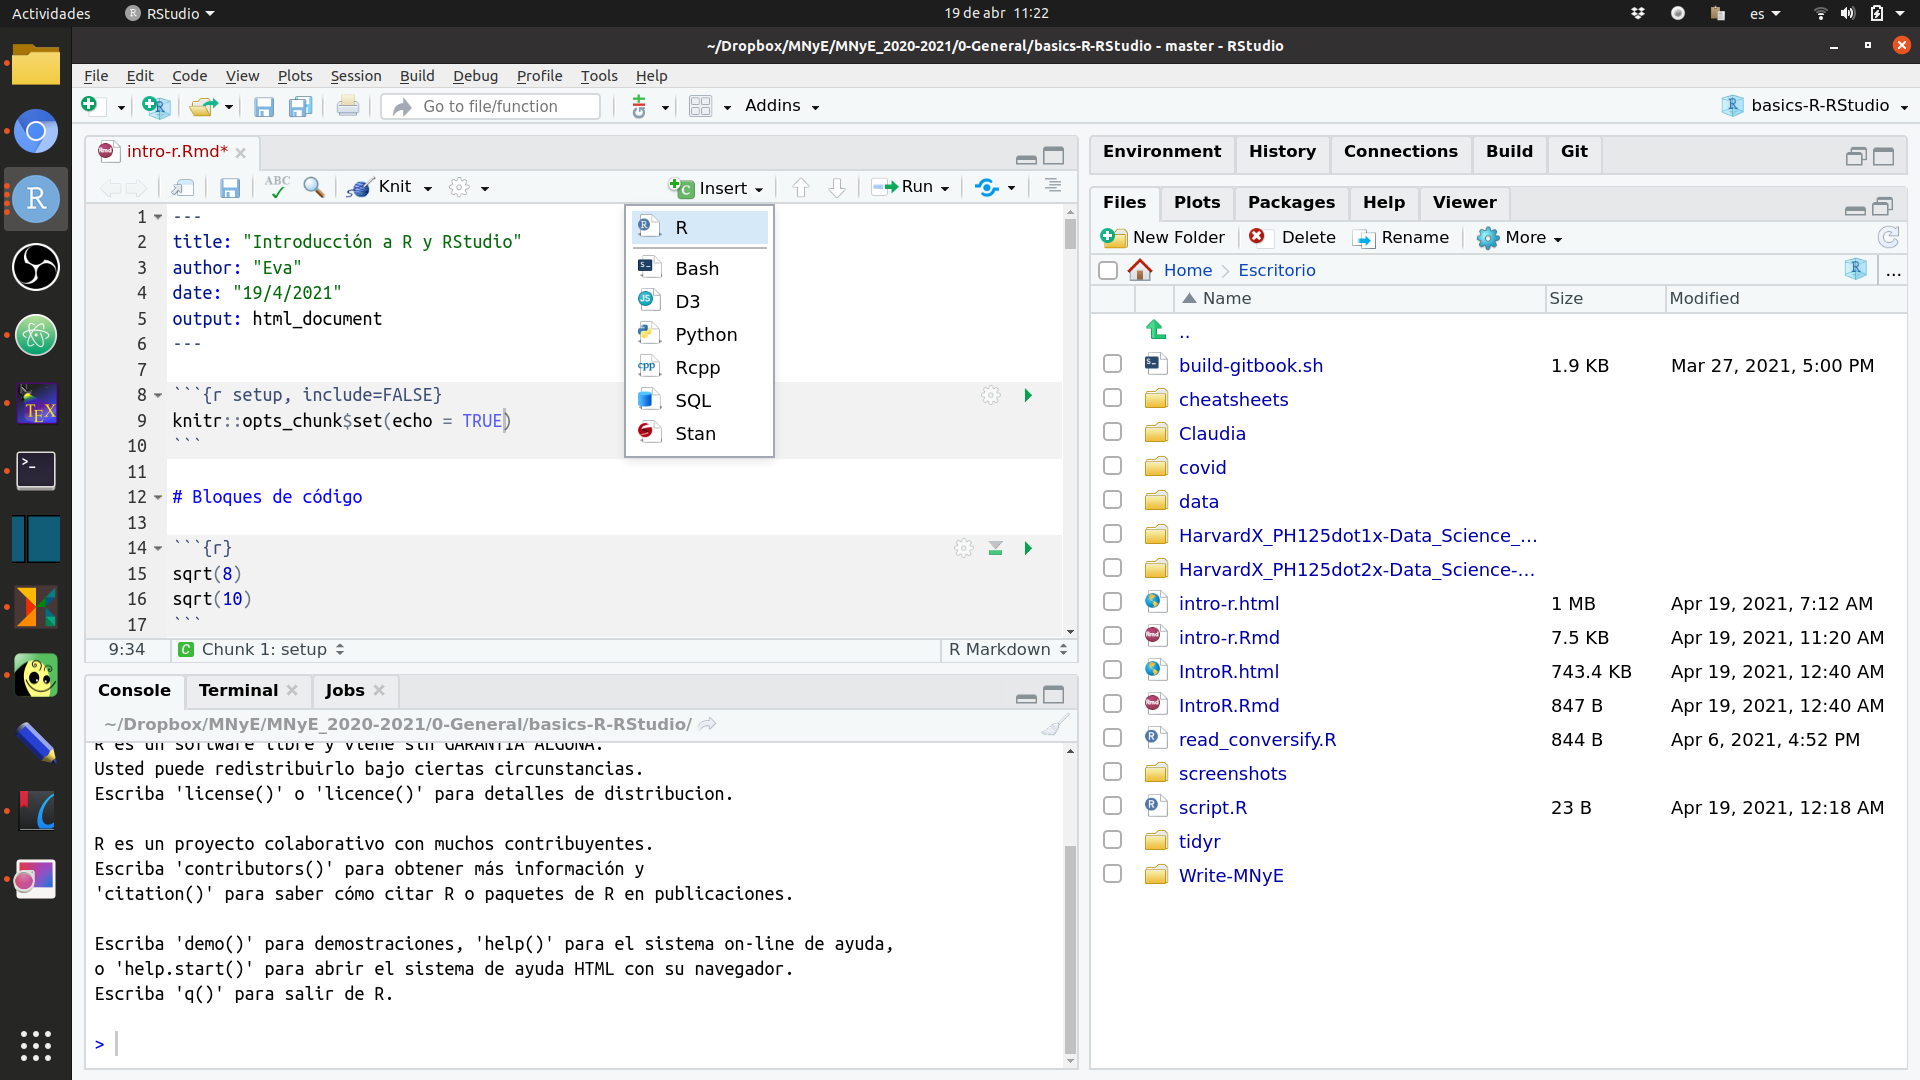 Actividades RStudio 19 de abr 11:22 es
~/Dropbox/MNyE/MNyE_2020-2021/0-General/basics-R-RStudio - master - RStudio
File Edit Code View Plots Session Build Debug Profile Tools Help
Go to file/function Addins basics-R-RStudio
intro-r.Rmd*
ABC Knit Insert Run
1 ---
2 title: "Introducción a R y RStudio"
3 author: "Eva"
4 date: "19/4/2021"
5 output: html_document
6 ---
7
8 ```{r setup, include=FALSE}
9 knitr::opts_chunk$set(echo = TRUE)
10 ```
11
12 # Bloques de código
13
14 ```{r}
15 sqrt(8)
16 sqrt(10)
17 ```
R
Bash
D3
Python
Rcpp
SQL
Stan
9:34 Chunk 1: setup R Markdown
Console Terminal Jobs
~/Dropbox/MNyE/MNyE_2020-2021/0-General/basics-R-RStudio/
R es un software libre y viene sin GARANTIA ALGUNA.
Usted puede redistribuirlo bajo ciertas circunstancias.
Escriba 'license()' o 'licence()' para detalles de distribucion.
R es un proyecto colaborativo con muchos contribuyentes.
Escriba 'contributors()' para obtener más información y
'citation()' para saber cómo citar R o paquetes de R en publicaciones.
Escriba 'demo()' para demostraciones, 'help()' para el sistema on-line de ayuda,
o 'help.start()' para abrir el sistema de ayuda HTML con su navegador.
Escriba 'q()' para salir de R.
>
Environment History Connections Build Git
Files Plots Packages Help Viewer
New Folder Delete Rename More
Home Escritorio ...
Name Size Modified
..
build-gitbook.sh 1.9 KB Mar 27, 2021, 5:00 PM
cheatsheets
Claudia
covid
data
HarvardX_PH125dot1x-Data_Science_...
HarvardX_PH125dot2x-Data_Science-...
intro-r.html 1 MB Apr 19, 2021, 7:12 AM
intro-r.Rmd 7.5 KB Apr 19, 2021, 11:20 AM
IntroR.html 743.4 KB Apr 19, 2021, 12:40 AM
IntroR.Rmd 847 B Apr 19, 2021, 12:40 AM
read_conversify.R 844 B Apr 6, 2021, 4:52 PM
screenshots
script.R 23 B Apr 19, 2021, 12:18 AM
tidyr
Write-MNyE